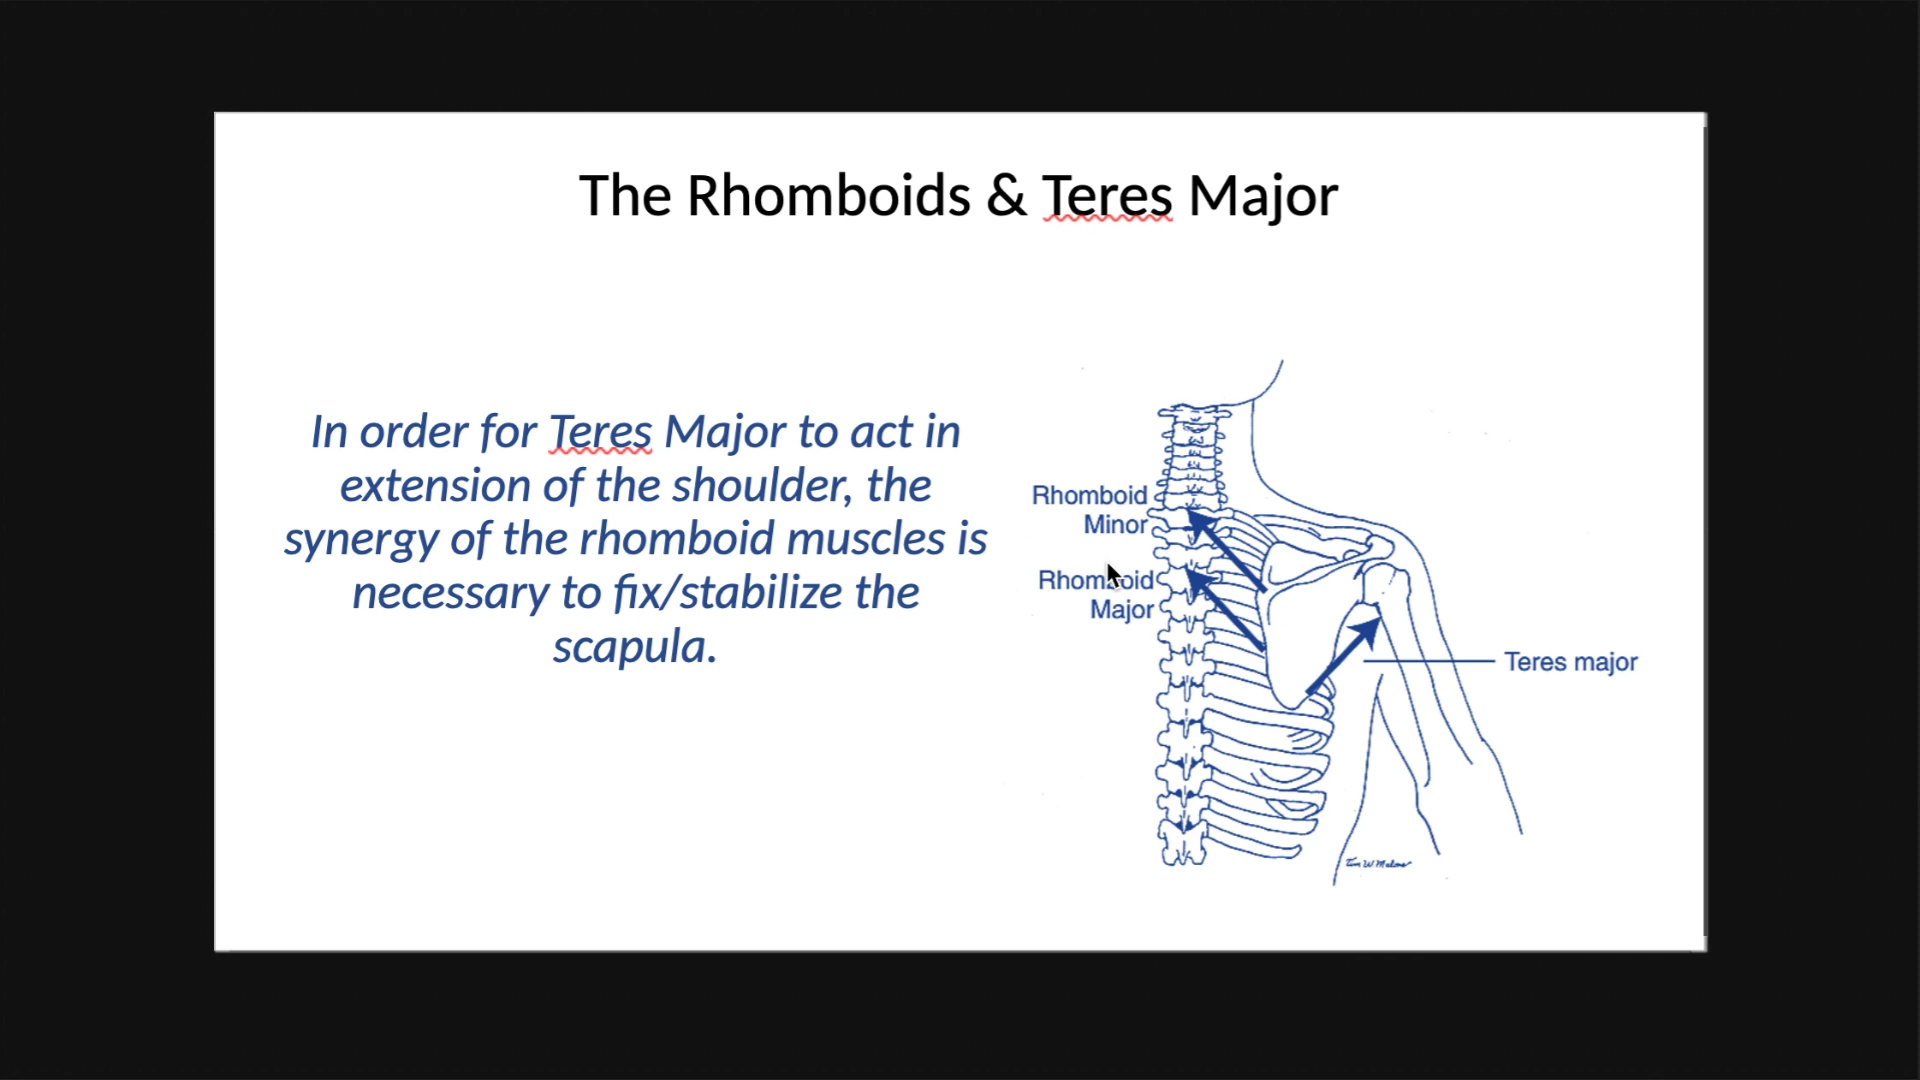 The Rhomboids & Teres Major
In order for Teres Major to act in
extension of the shoulder, the
synergy of the rhomboid muscles is
necessary to fix/stabilize the
scapula.
Rhomboid
Minor
Rhomboid
Major
Teres major